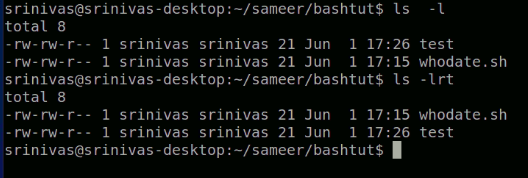 srinivas@srinivas-desktop:~/sameer/bashtut$ ls  -l
total 8
-rw-rw-r-- 1 srinivas srinivas 21 Jun  1 17:26 test
-rw-rw-r-- 1 srinivas srinivas 21 Jun  1 17:15 whodate.sh
srinivas@srinivas-desktop:~/sameer/bashtut$ ls -lrt
total 8
-rw-rw-r-- 1 srinivas srinivas 21 Jun  1 17:15 whodate.sh
-rw-rw-r-- 1 srinivas srinivas 21 Jun  1 17:26 test
srinivas@srinivas-desktop:~/sameer/bashtut$